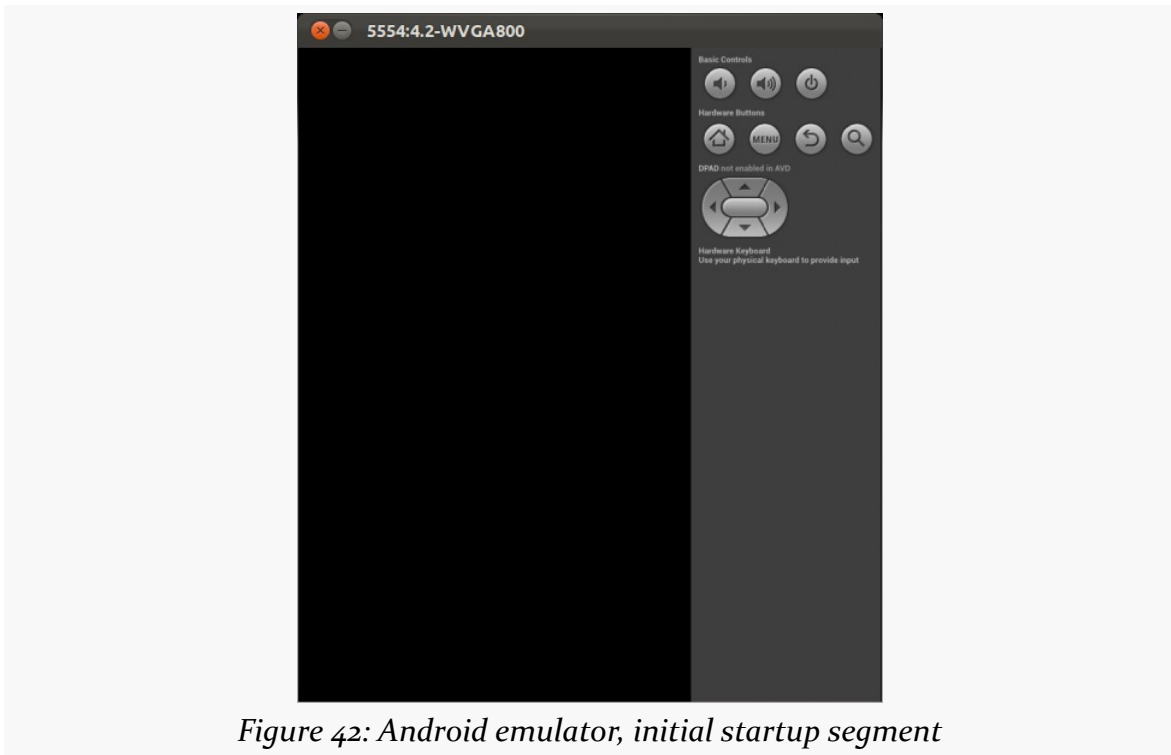 5554:4.2-WVGA800
Basic Controls
Hardware Buttons
MENU
DPAD not enabled in AVD
Hardware Keyboard
Use your physical keyboard to provide input
Figure 42: Android emulator, initial startup segment